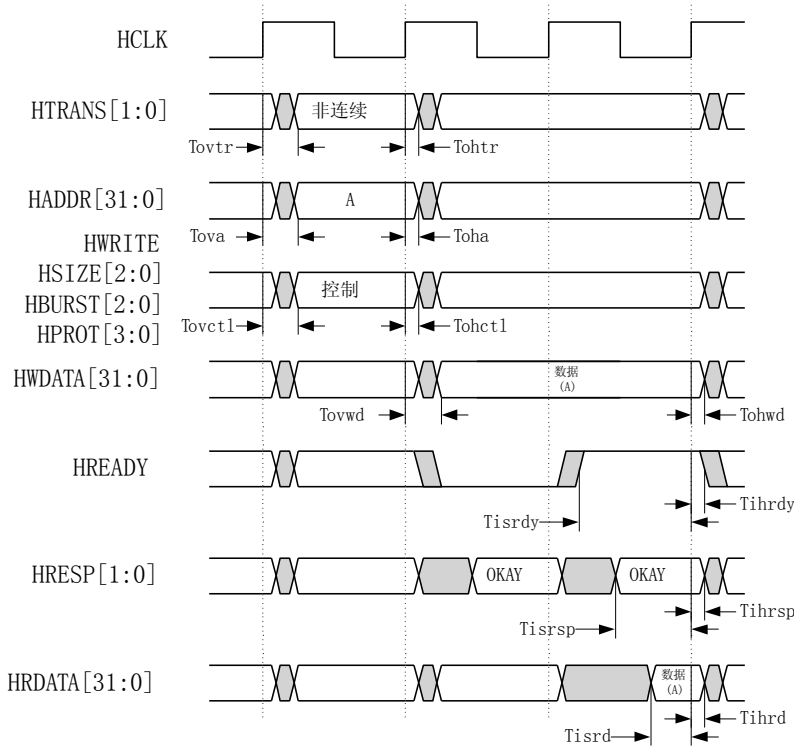 HCLK
HTRANS[1:0]
非连续
Tovtr
Tohtr
HADDR[31:0]
A
Tova
Toha
HWRITE
HSIZE[2:0]
HBURST[2:0]
HPROT[3:0]
控制
Tovctl
Tohctl
HWDATA[31:0]
数据
(A)
Tovwd
Tohwd
HREADY
Tisrdy
Tihrdy
HRESP[1:0]
OKAY
OKAY
Tisrsp
Tihrsp
HRDATA[31:0]
数据
(A)
Tisrd
Tihrd